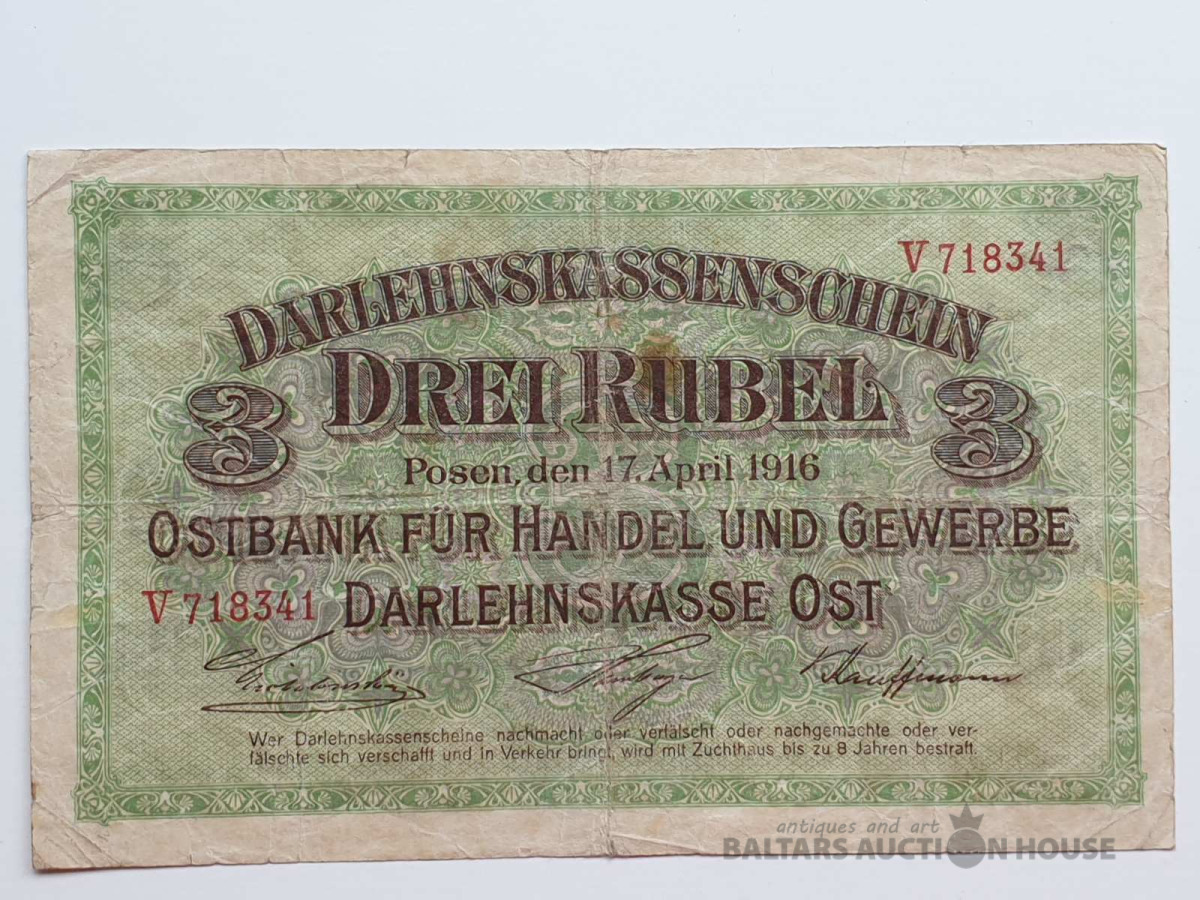 V 718341
DARLEHNSKASSENSCHEIN
3 DREI RUBEL 3
Posen, den 17. April 1916
OSTBANK FÜR HANDEL UND GEWERBE
V 718341 DARLEHNSKASSE OST
Kauffmann
Wer Darlehnskassenscheine nachmacht oder verfälscht oder nachgemachte oder ver-
fälschte sich verschafft und in Verkehr bringt, wird mit Zuchthaus bis zu 8 Jahren bestraft.
antiques and art
BALTARS AUCTION HOUSE